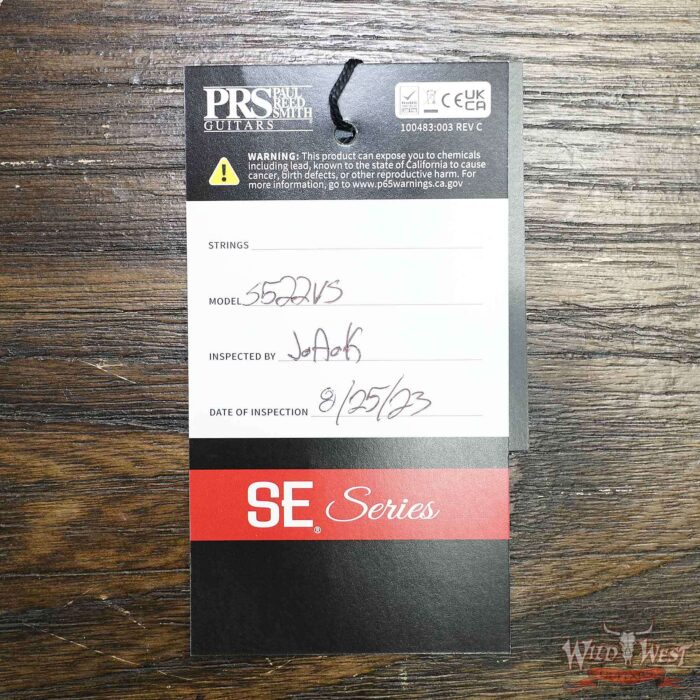 PRS PAUL REED SMITH
GUITARS
CE UK CA
100483:003 REV C
WARNING: This product can expose you to chemicals
including lead, known to the state of California to cause
cancer, birth defects, or other reproductive harm. For
more information, go to www.p65warnings.ca.gov
STRINGS
MODEL S522VS
INSPECTED BY
DATE OF INSPECTION 8/25/23
SE® Series
WILD WEST
GUITARS